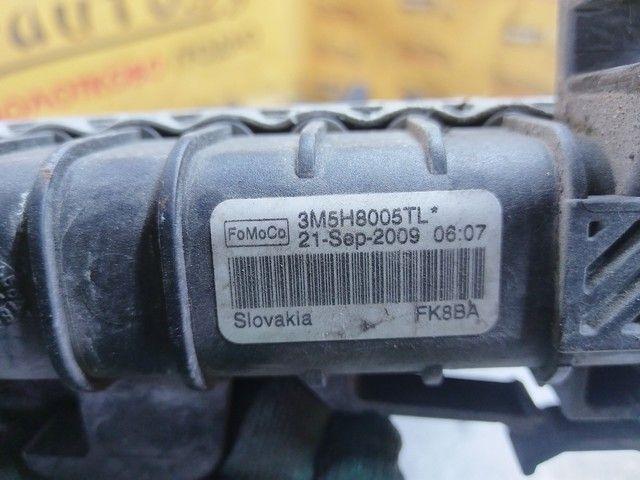 FoMoCo 3M5H8005TL*
21-Sep-2009 06:07
Slovakia FK8BA